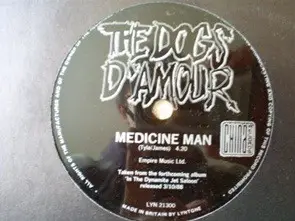 THE DOGS
D'AMOUR
MEDICINE MAN
(Tyla/James) 4.20
Empire Music Ltd.
Taken from the forthcoming album
'In The Dynamite Jet Saloon'
released 3/10/88
LYN 21300
MADE IN BRITAIN BY LYNTONE
CHINA